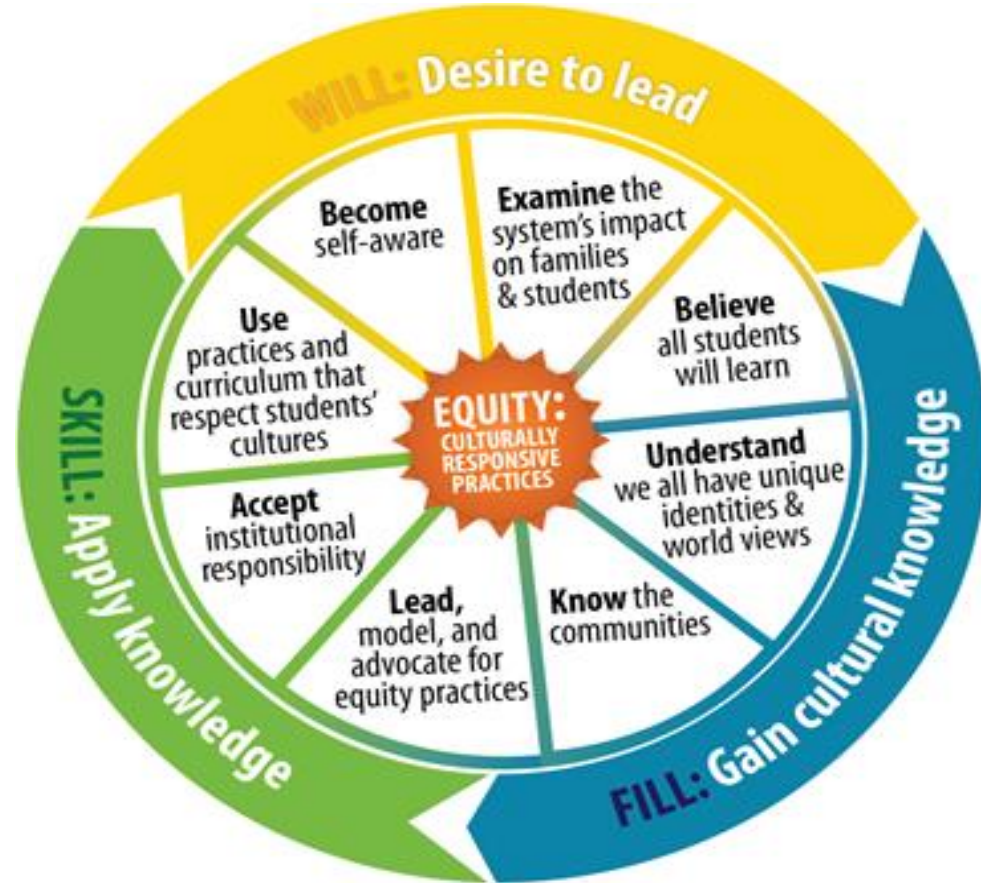 WILL: Desire to lead
Become
self-aware
Examine the
system's impact
on families
& students
Believe
all students
will learn
Understand
we all have unique
identities &
world views
Know the
communities
Lead,
model, and
advocate for
equity practices
Accept
institutional
responsibility
Use
practices and
curriculum that
respect students'
cultures
EQUITY:
CULTURALLY
RESPONSIVE
PRACTICES
FILL: Gain cultural knowledge
SKILL: Apply knowledge